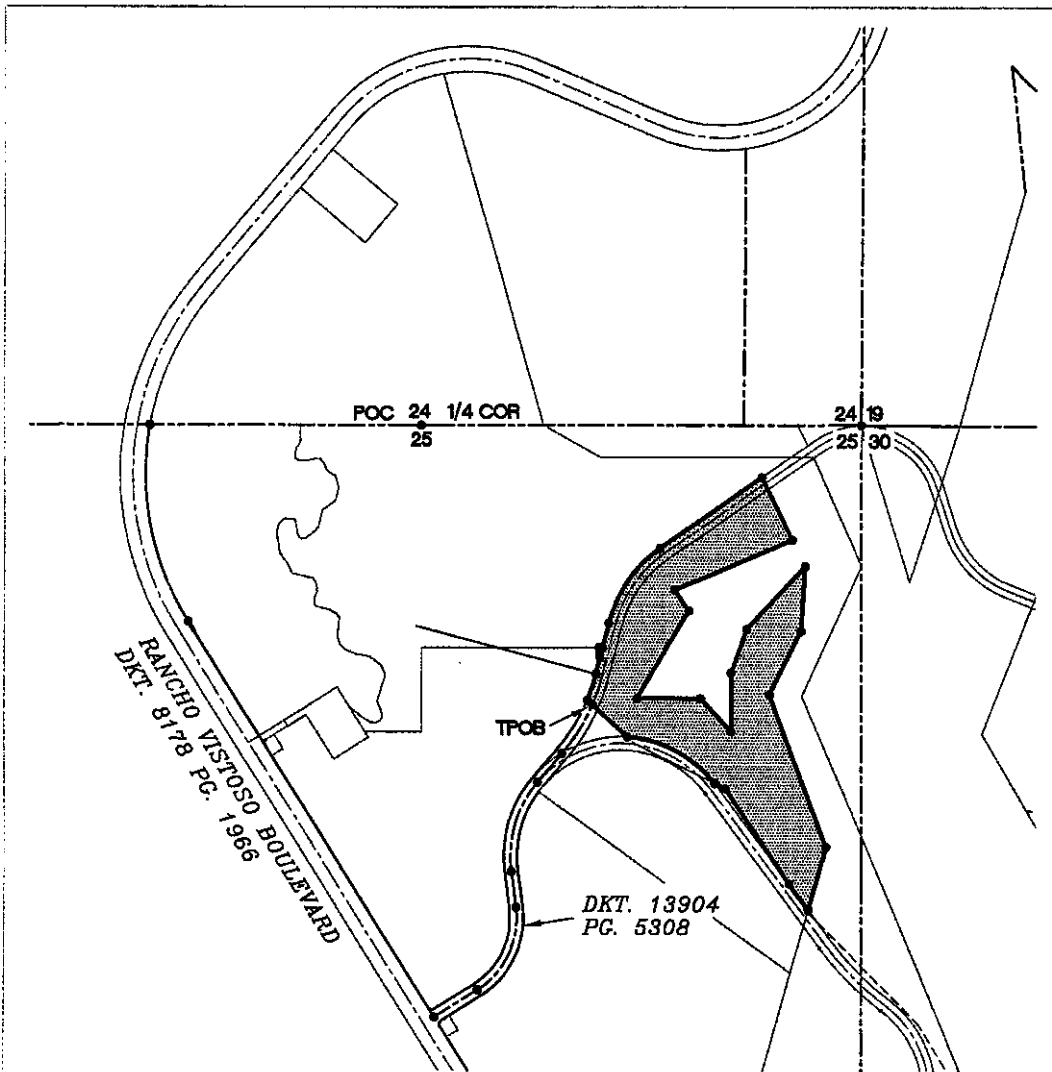 POC 24 1/4 COR
25
24 19
25 30
TPOB
RANCHO VISTOSO BOULEVARD
DKT. 8178 PG. 1966
DKT. 13904
PG. 5308